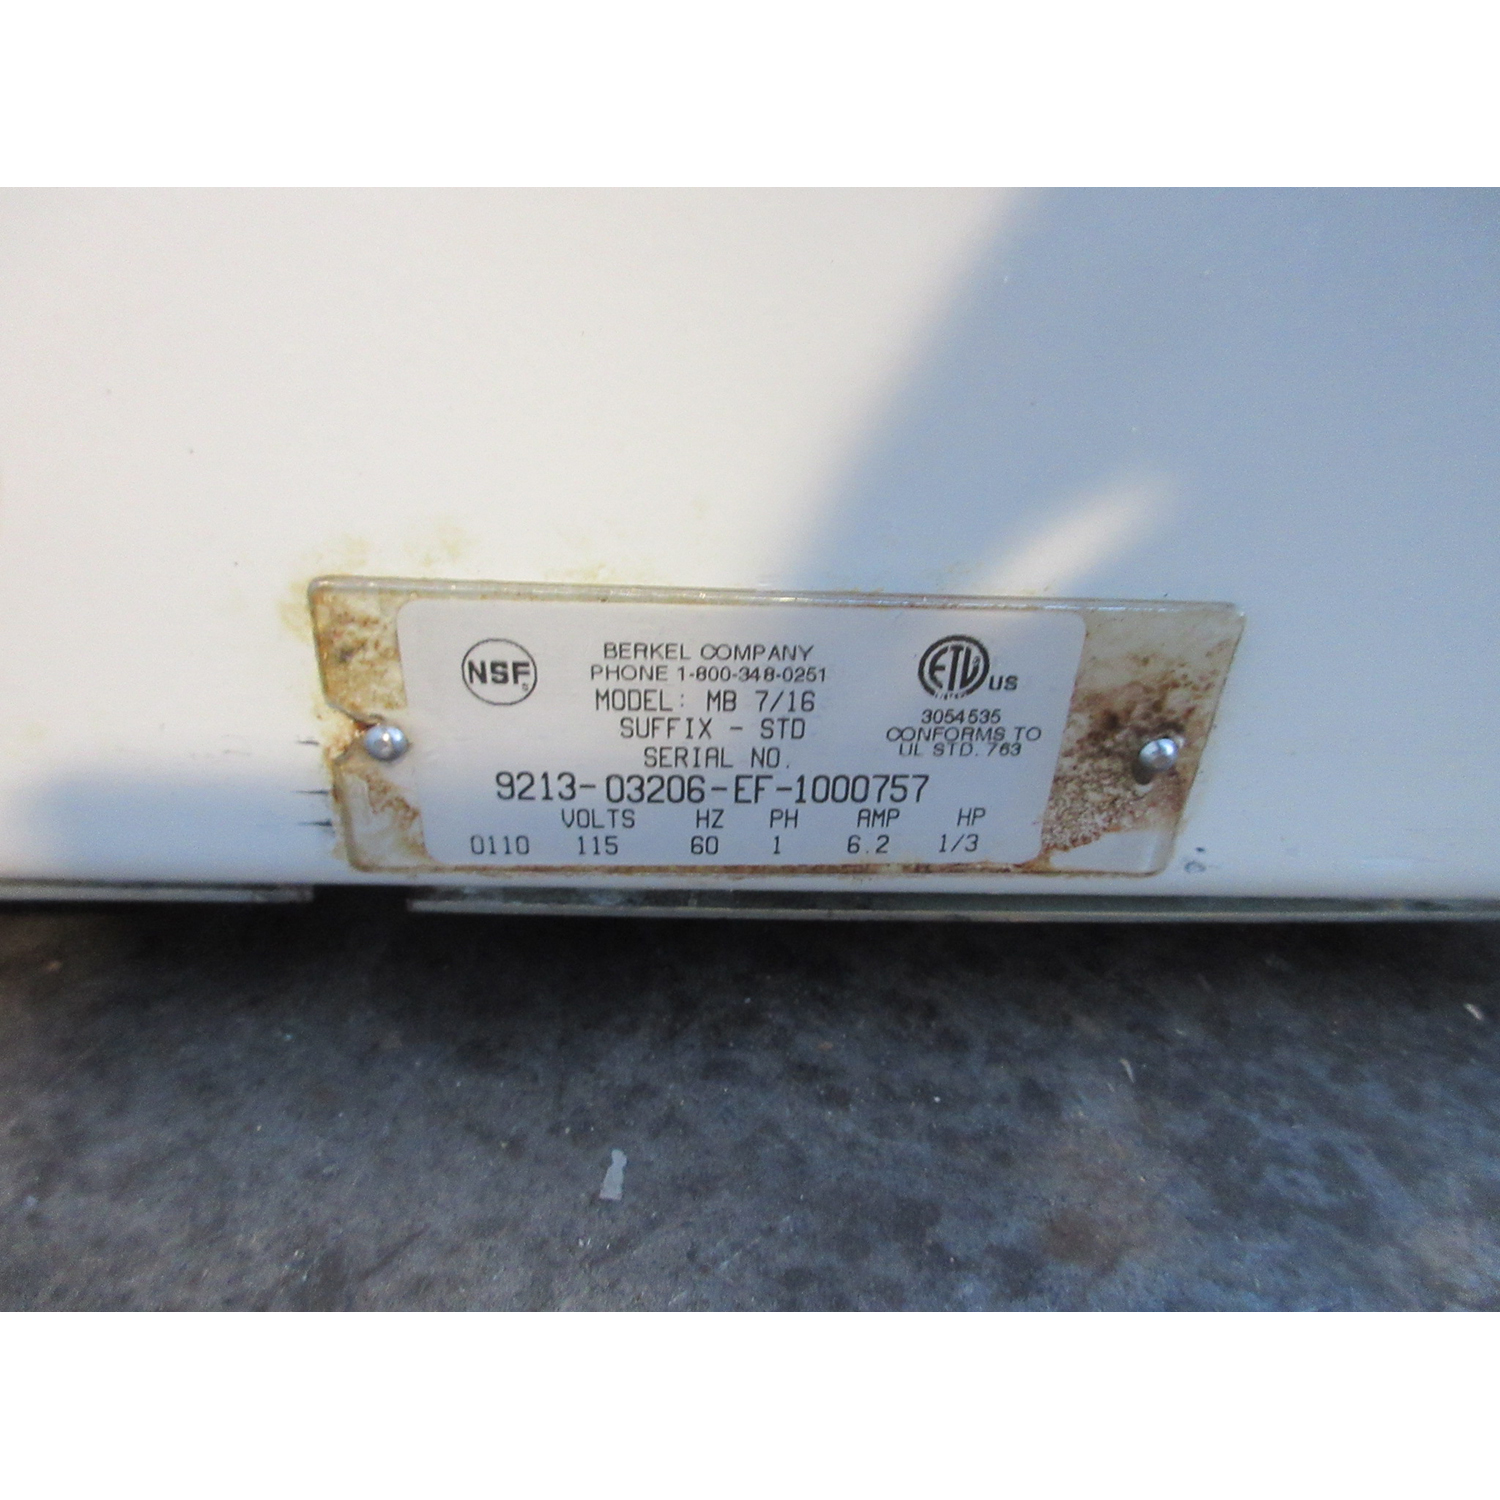 NSF
BERKEL COMPANY
PHONE 1-800-348-0251
MODEL: MB 7/16
SUFFIX - STD
SERIAL NO.
9213-03206-EF-1000757
ETL US
LISTED
3054535
CONFORMS TO
UL STD. 763
VOLTS HZ PH AMP HP
0110 115 60 1 6.2 1/3